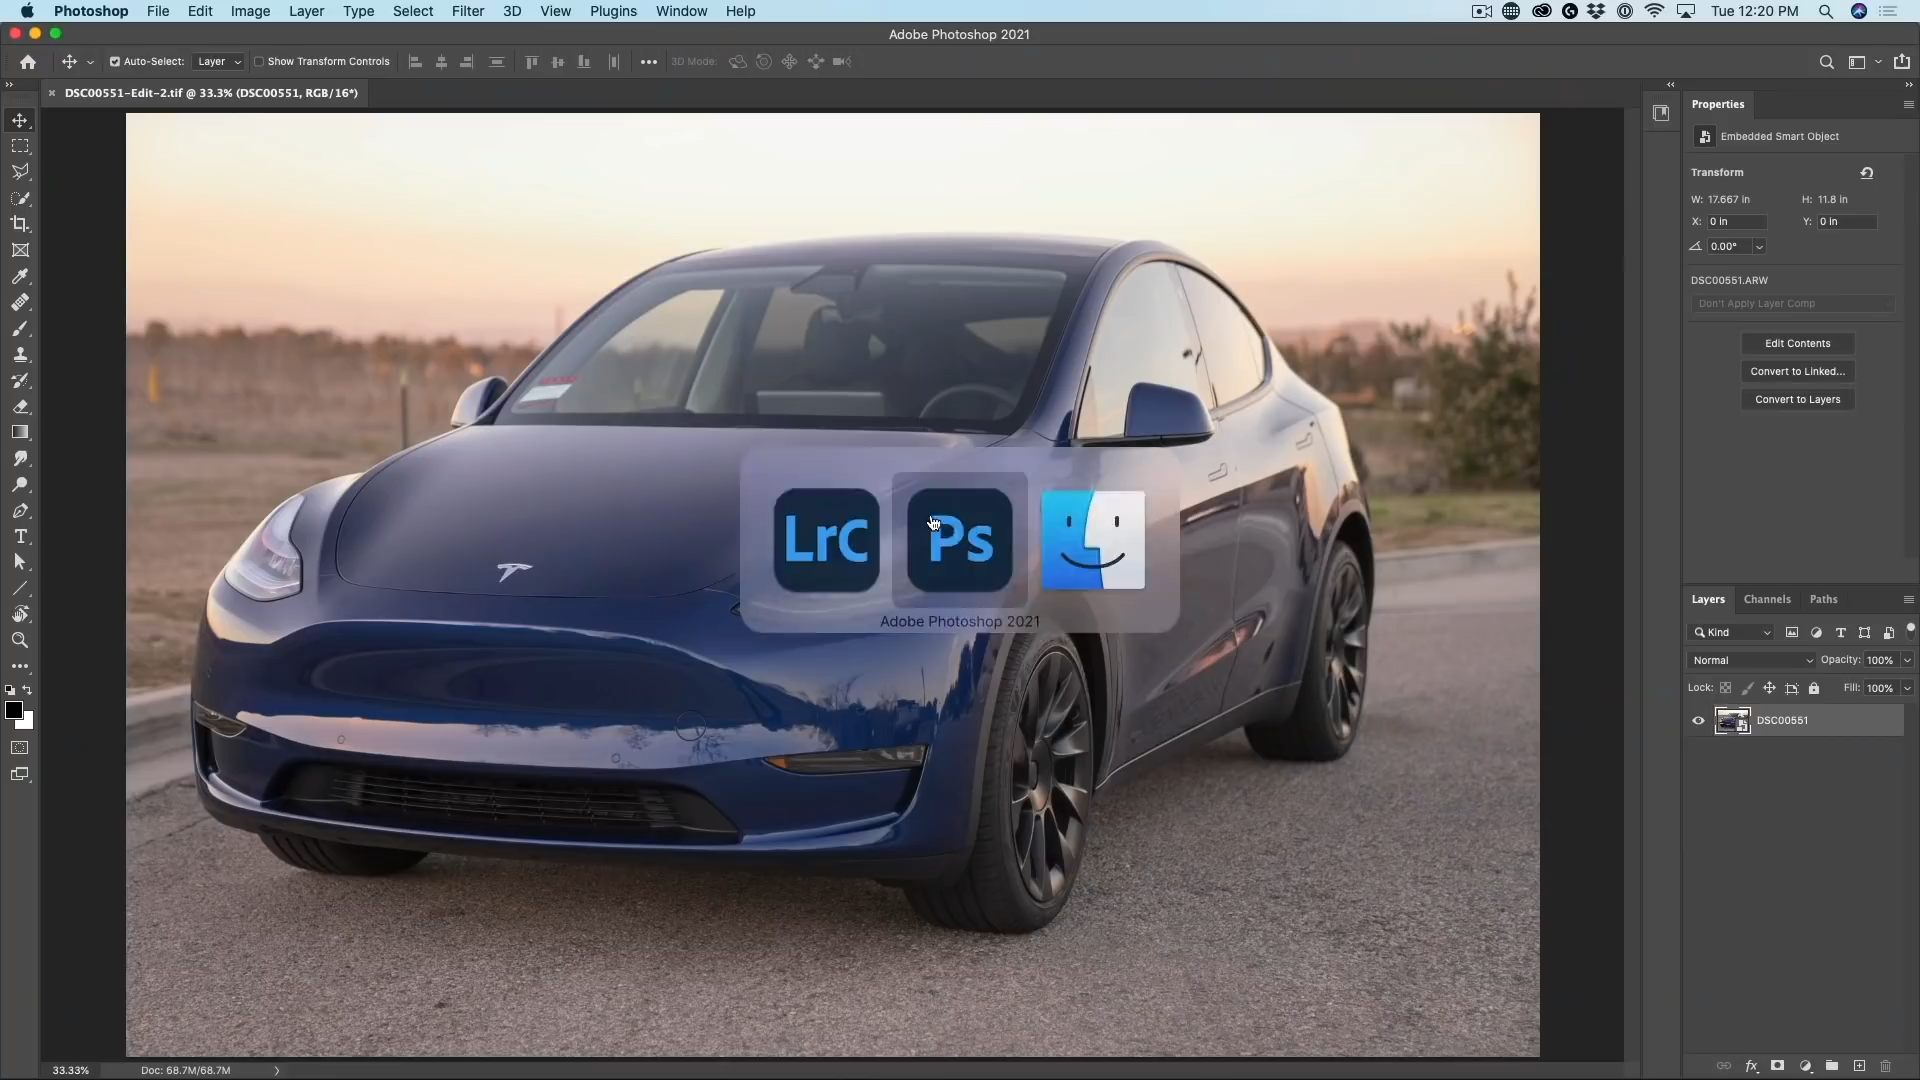 Photoshop File Edit Image Layer Type Select Filter 3D View Plugins Window Help Tue 12:20 PM
Adobe Photoshop 2021
Auto-Select: Layer Show Transform Controls 3D Mode:
DSC00551-Edit-2.tif @ 33.3% (DSC00551, RGB/16*)
Properties
Embedded Smart Object
Transform
W: 17.667 in H: 11.8 in
X: 0 in Y: 0 in
0.00°
DSC00551.ARW
Don't Apply Layer Comp
Edit Contents
Convert to Linked...
Convert to Layers
LrC Ps
Adobe Photoshop 2021
Layers Channels Paths
Kind
Normal Opacity: 100%
Lock: Fill: 100%
DSC00551
33.33% Doc: 68.7M/68.7M